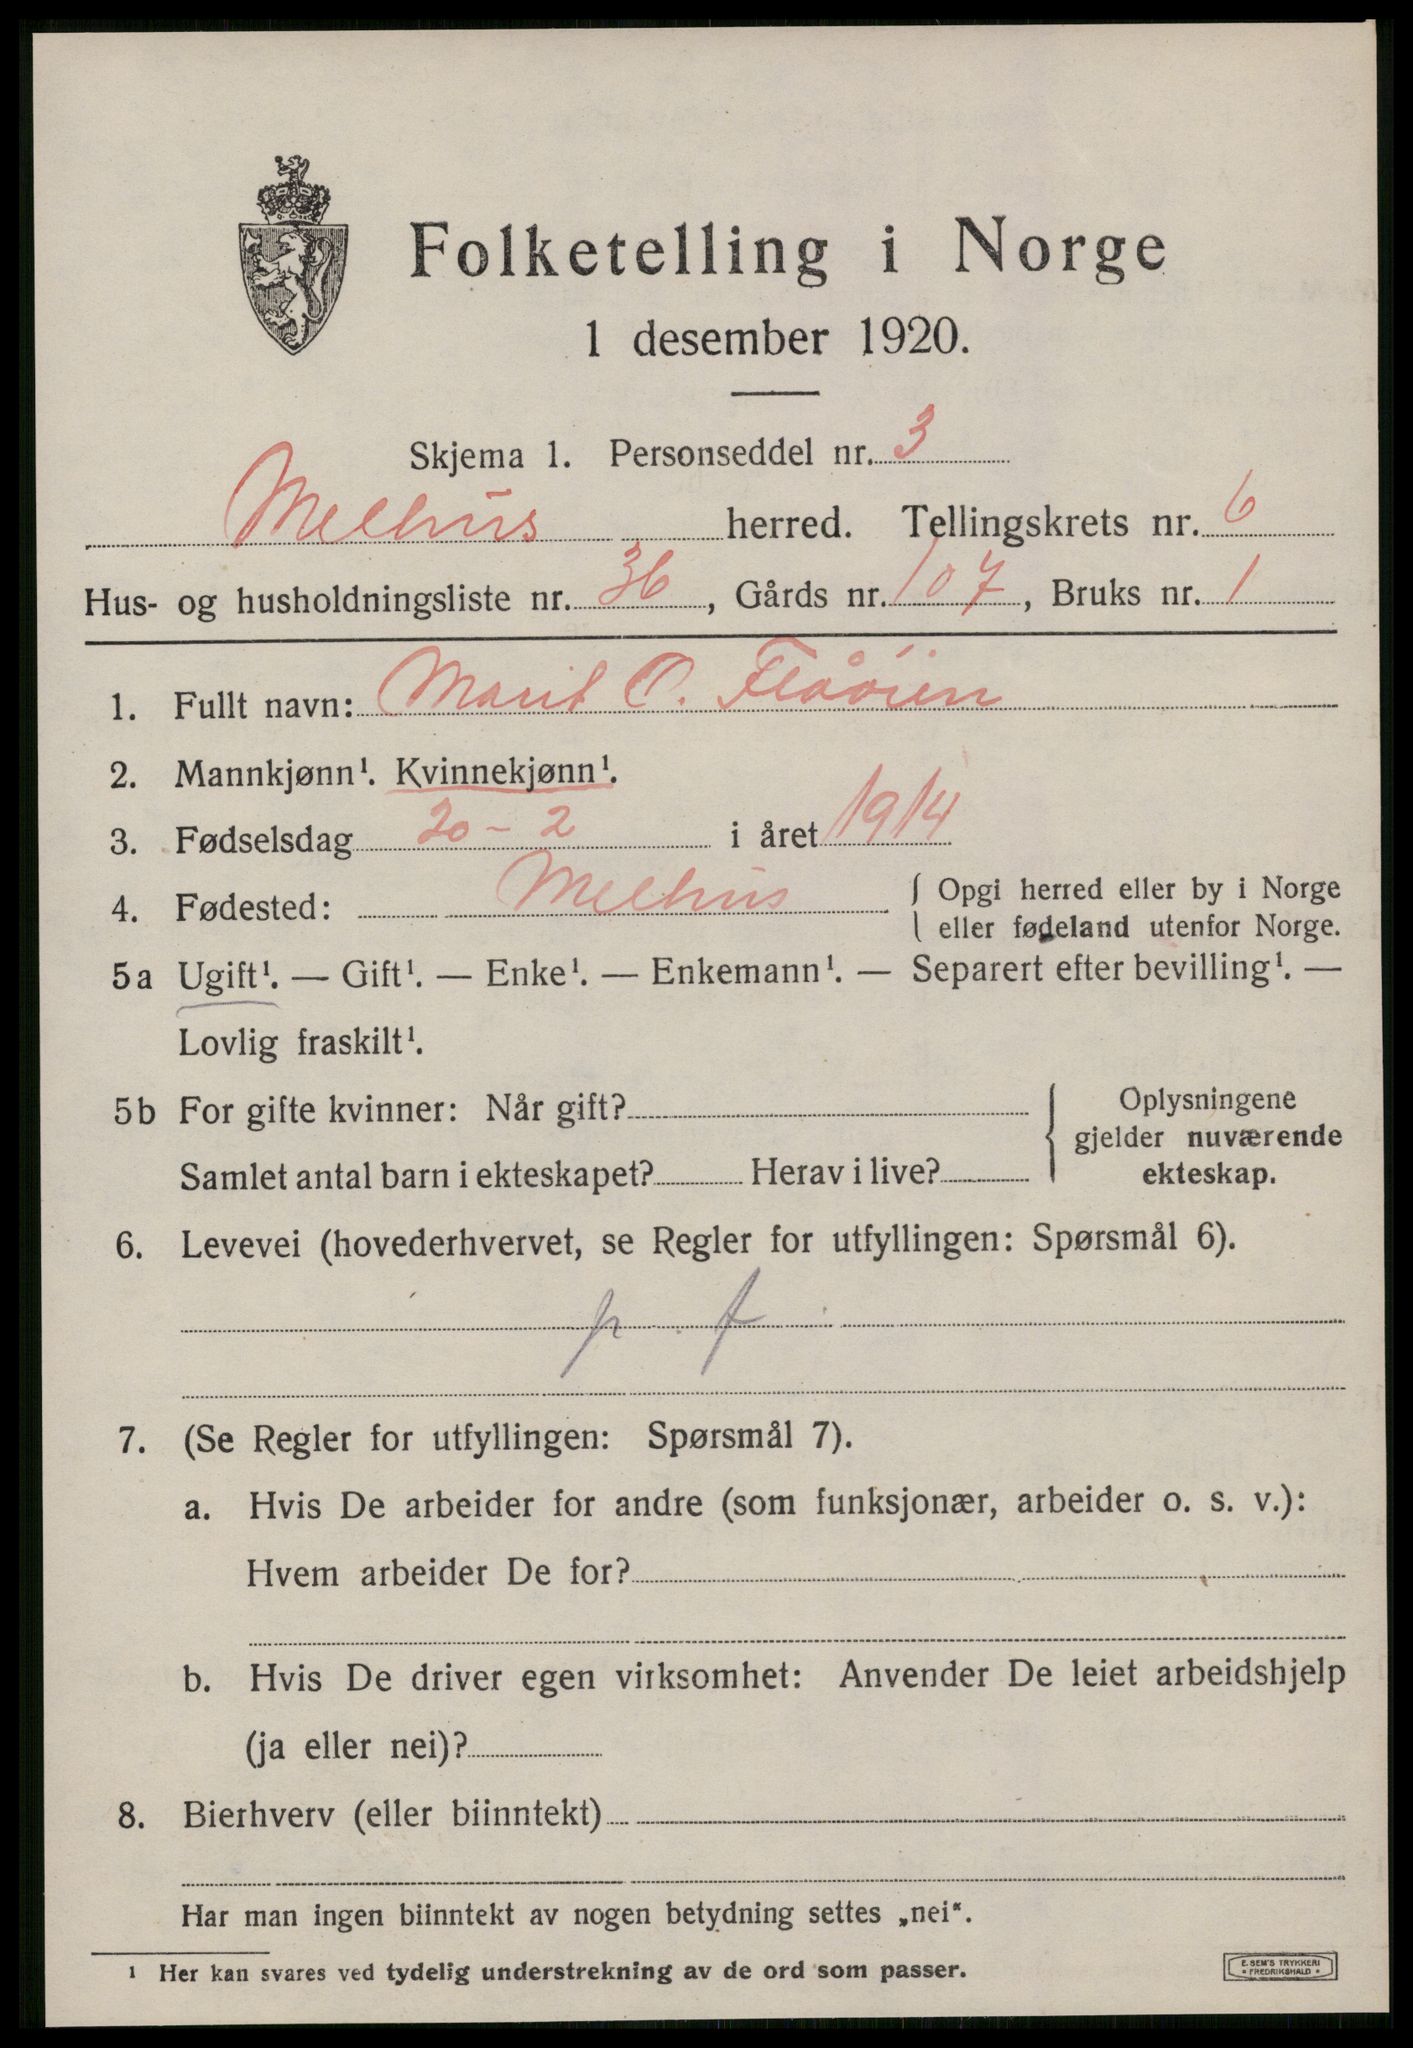 Folketelling i Norge
1 desember 1920.
Skjema 1. Personseddel nr. 3
Melhus herred. Tellingskrets nr. 6
Hus- og husholdningsliste nr. 36, Gårds nr. 107, Bruks nr. 1
1. Fullt navn: Marit O. Flåøien
2. Mannkjønn¹. Kvinnekjønn¹.
3. Fødselsdag 20-2 i året 1914
4. Fødested: Melhus { Opgi herred eller by i Norge
eller fødeland utenfor Norge.
5a Ugift¹. — Gift¹. — Enke¹. — Enkemann¹. — Separert efter bevilling¹. —
Lovlig fraskilt¹.
5b For gifte kvinner: Når gift?
Samlet antal barn i ekteskapet? Herav i live?
{ Oplysningene
gjelder nuværende
ekteskap.
6. Levevei (hovederhvervet, se Regler for utfyllingen: Spørsmål 6).
p. f
7. (Se Regler for utfyllingen: Spørsmål 7).
a. Hvis De arbeider for andre (som funksjonær, arbeider o. s. v.):
Hvem arbeider De for?
b. Hvis De driver egen virksomhet: Anvender De leiet arbeidshjelp
(ja eller nei)?
8. Bierhverv (eller biinntekt)
Har man ingen biinntekt av nogen betydning settes „nei“.
¹ Her kan svares ved tydelig understrekning av de ord som passer.
E. SEM'S TRYKKERI
* FREDRIKSHALD *